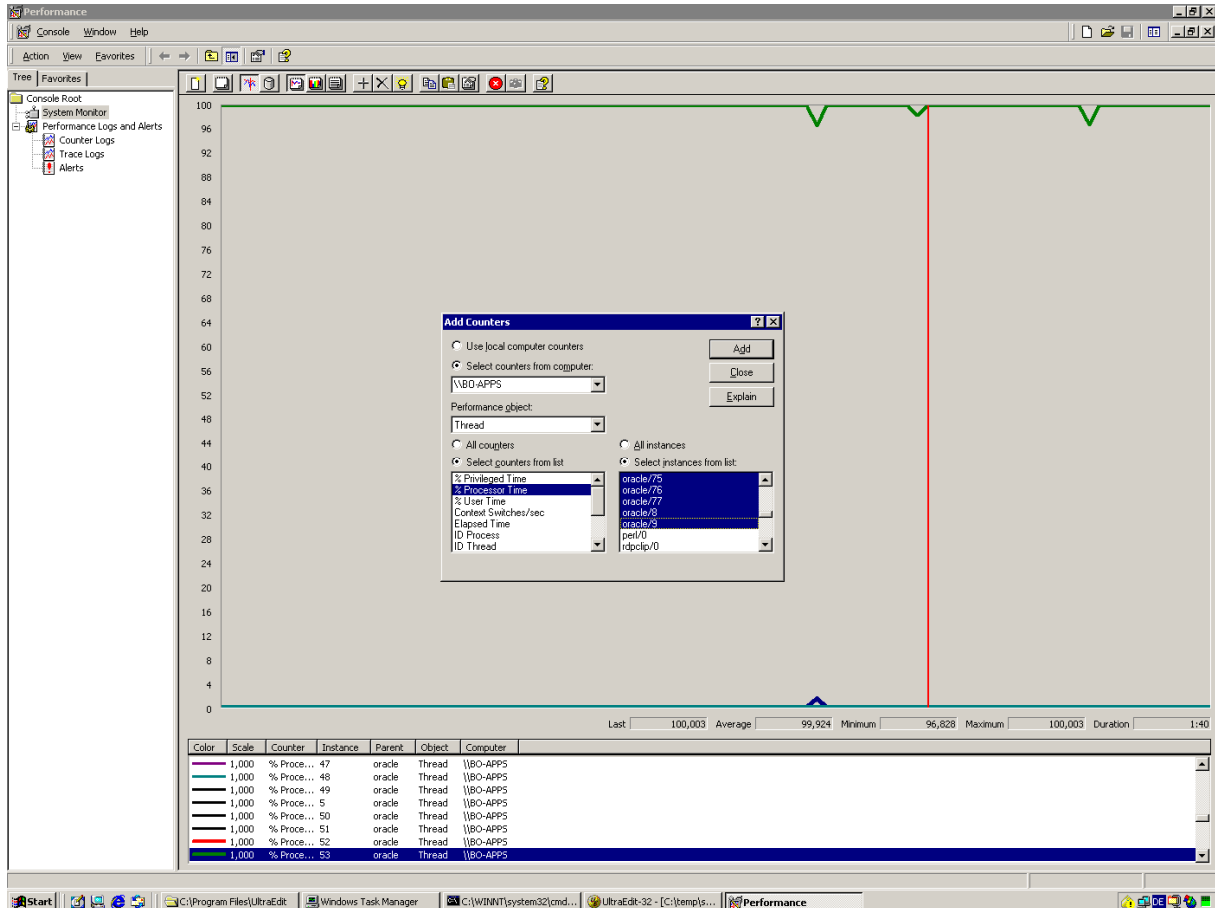 Performance
Console Window Help
Action View Favorites
Tree Favorites
Console Root
System Monitor
Performance Logs and Alerts
Counter Logs
Trace Logs
Alerts
100
96
92
88
84
80
76
72
68
64
60
56
52
48
44
40
36
32
28
24
20
16
12
8
4
0
Add Counters
Use local computer counters
Select counters from computer:
\\BO-APPS
Performance object:
Thread
All counters
Select counters from list
% Privileged Time
% Processor Time
% User Time
Context Switches/sec
Elapsed Time
ID Process
ID Thread
All instances
Select instances from list:
oracle/75
oracle/76
oracle/77
oracle/8
oracle/9
perl/0
rdpclip/0
Add
Close
Explain
Last 100,003 Average 99,924 Minimum 96,828 Maximum 100,003 Duration 1:40
Color Scale Counter Instance Parent Object Computer
1,000 % Proce... 47 oracle Thread \\BO-APPS
1,000 % Proce... 48 oracle Thread \\BO-APPS
1,000 % Proce... 49 oracle Thread \\BO-APPS
1,000 % Proce... 5 oracle Thread \\BO-APPS
1,000 % Proce... 50 oracle Thread \\BO-APPS
1,000 % Proce... 51 oracle Thread \\BO-APPS
1,000 % Proce... 52 oracle Thread \\BO-APPS
1,000 % Proce... 53 oracle Thread \\BO-APPS
Start C:\Program Files\UltraEdit Windows Task Manager C:\WINNT\system32\cmd... UltraEdit-32 - [C:\temp\s... Performance DE